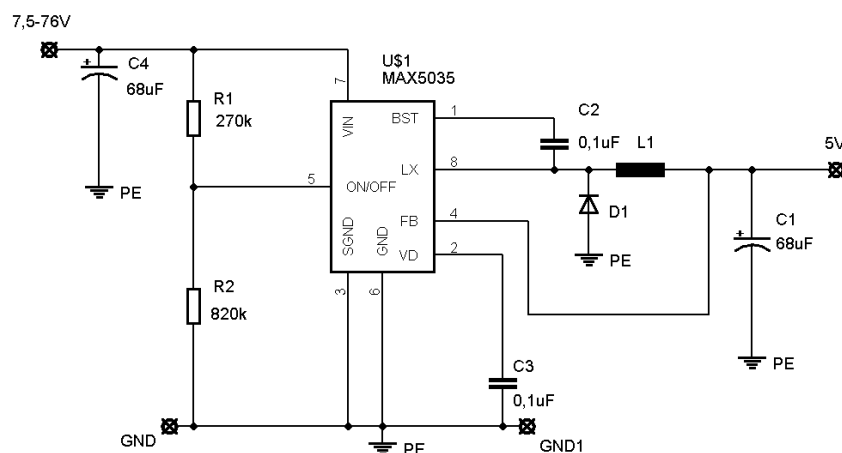 7,5-76V
C4
68uF
R1
270k
U$1
MAX5035
7
VIN
BST
1
C2
0,1uF
L1
5V
PE
5
ON/OFF
LX
8
D1
FB
4
C1
68uF
SGND
GND
VD
2
PE
R2
820k
3
6
PE
C3
0,1uF
GND
PE
GND1